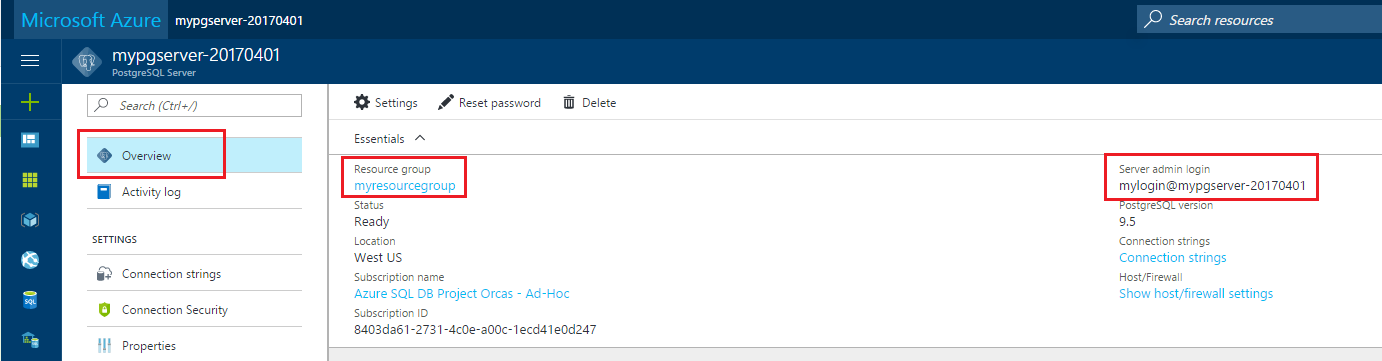 Microsoft Azure mypgserver-20170401
Search resources
mypgserver-20170401
PostgreSQL Server
Search (Ctrl+/)
Overview
Activity log
SETTINGS
Connection strings
Connection Security
Properties
Settings Reset password Delete
Essentials
Resource group
myresourcegroup
Status
Ready
Location
West US
Subscription name
Azure SQL DB Project Orcas - Ad-Hoc
Subscription ID
8403da61-2731-4c0e-a00c-1ecd41e0d247
Server admin login
mylogin@mypgserver-20170401
PostgreSQL version
9.5
Connection strings
Connection strings
Host/Firewall
Show host/firewall settings
SQL